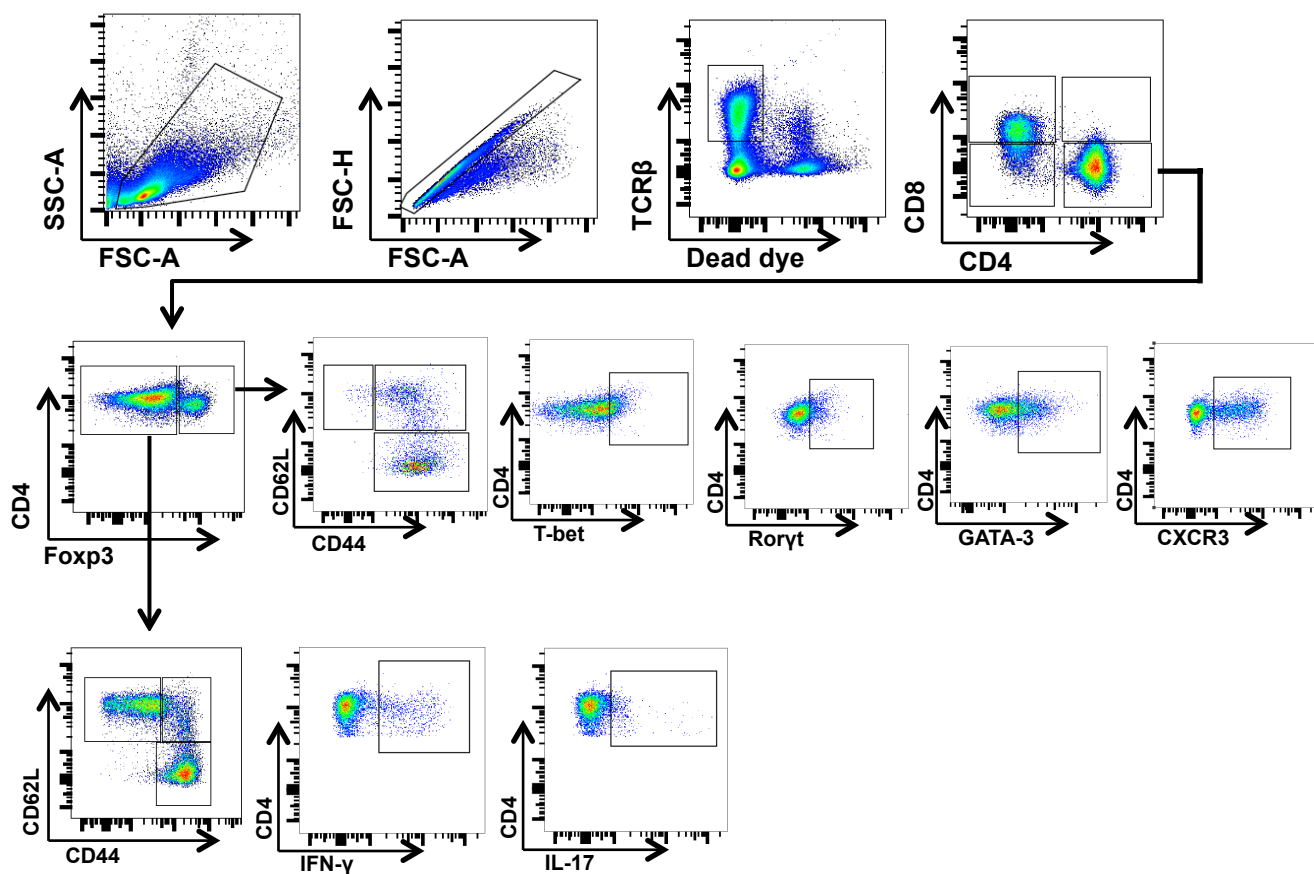 SSC-A
FSC-A
FSC-H
FSC-A
TCRβ
Dead dye
CD8
CD4
CD4
Foxp3
CD62L
CD44
CD4
T-bet
CD4
Rorγt
CD4
GATA-3
CD4
CXCR3
CD62L
CD44
CD4
IFN-γ
CD4
IL-17